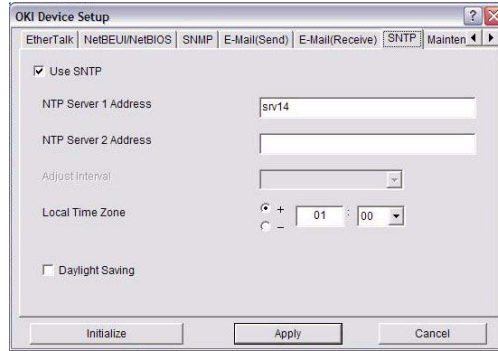 OKI Device Setup
EtherTalk NetBEUI/NetBIOS SNMP E-Mail(Send) E-Mail(Receive) SNTP Mainten
Use SNTP
NTP Server 1 Address srv14
NTP Server 2 Address
Adjust Interval
Local Time Zone + 01 : 00
−
Daylight Saving
Initialize Apply Cancel